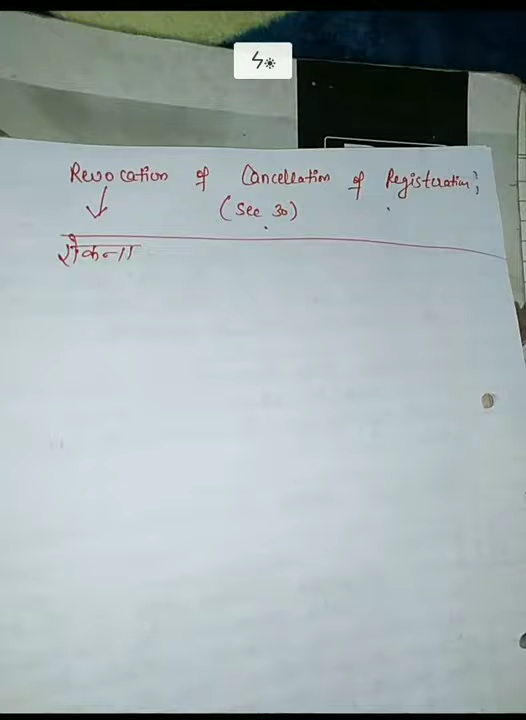 Revocation of Cancellation of Registration:
(Sec 30)
रोकना